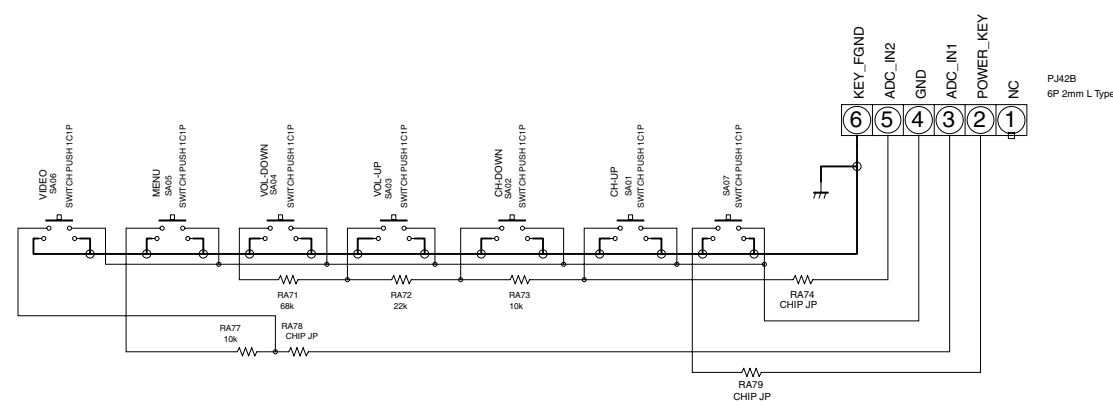 KEY_FGND
ADC_IN2
GND
ADC_IN1
POWER_KEY
NC
PJ42B
6P 2mm L Type
6
5
4
3
2
1
VIDEO
SA06
SWITCH PUSH 1C1P
MENU
SA05
SWITCH PUSH 1C1P
VOL-DOWN
SA04
SWITCH PUSH 1C1P
VOL-UP
SA03
SWITCH PUSH 1C1P
CH-DOWN
SA02
SWITCH PUSH 1C1P
CH-UP
SA01
SWITCH PUSH 1C1P
SA07
SWITCH PUSH 1C1P
RA71
68k
RA72
22k
RA73
10k
RA74
CHIP JP
RA77
10k
RA78
CHIP JP
RA79
CHIP JP